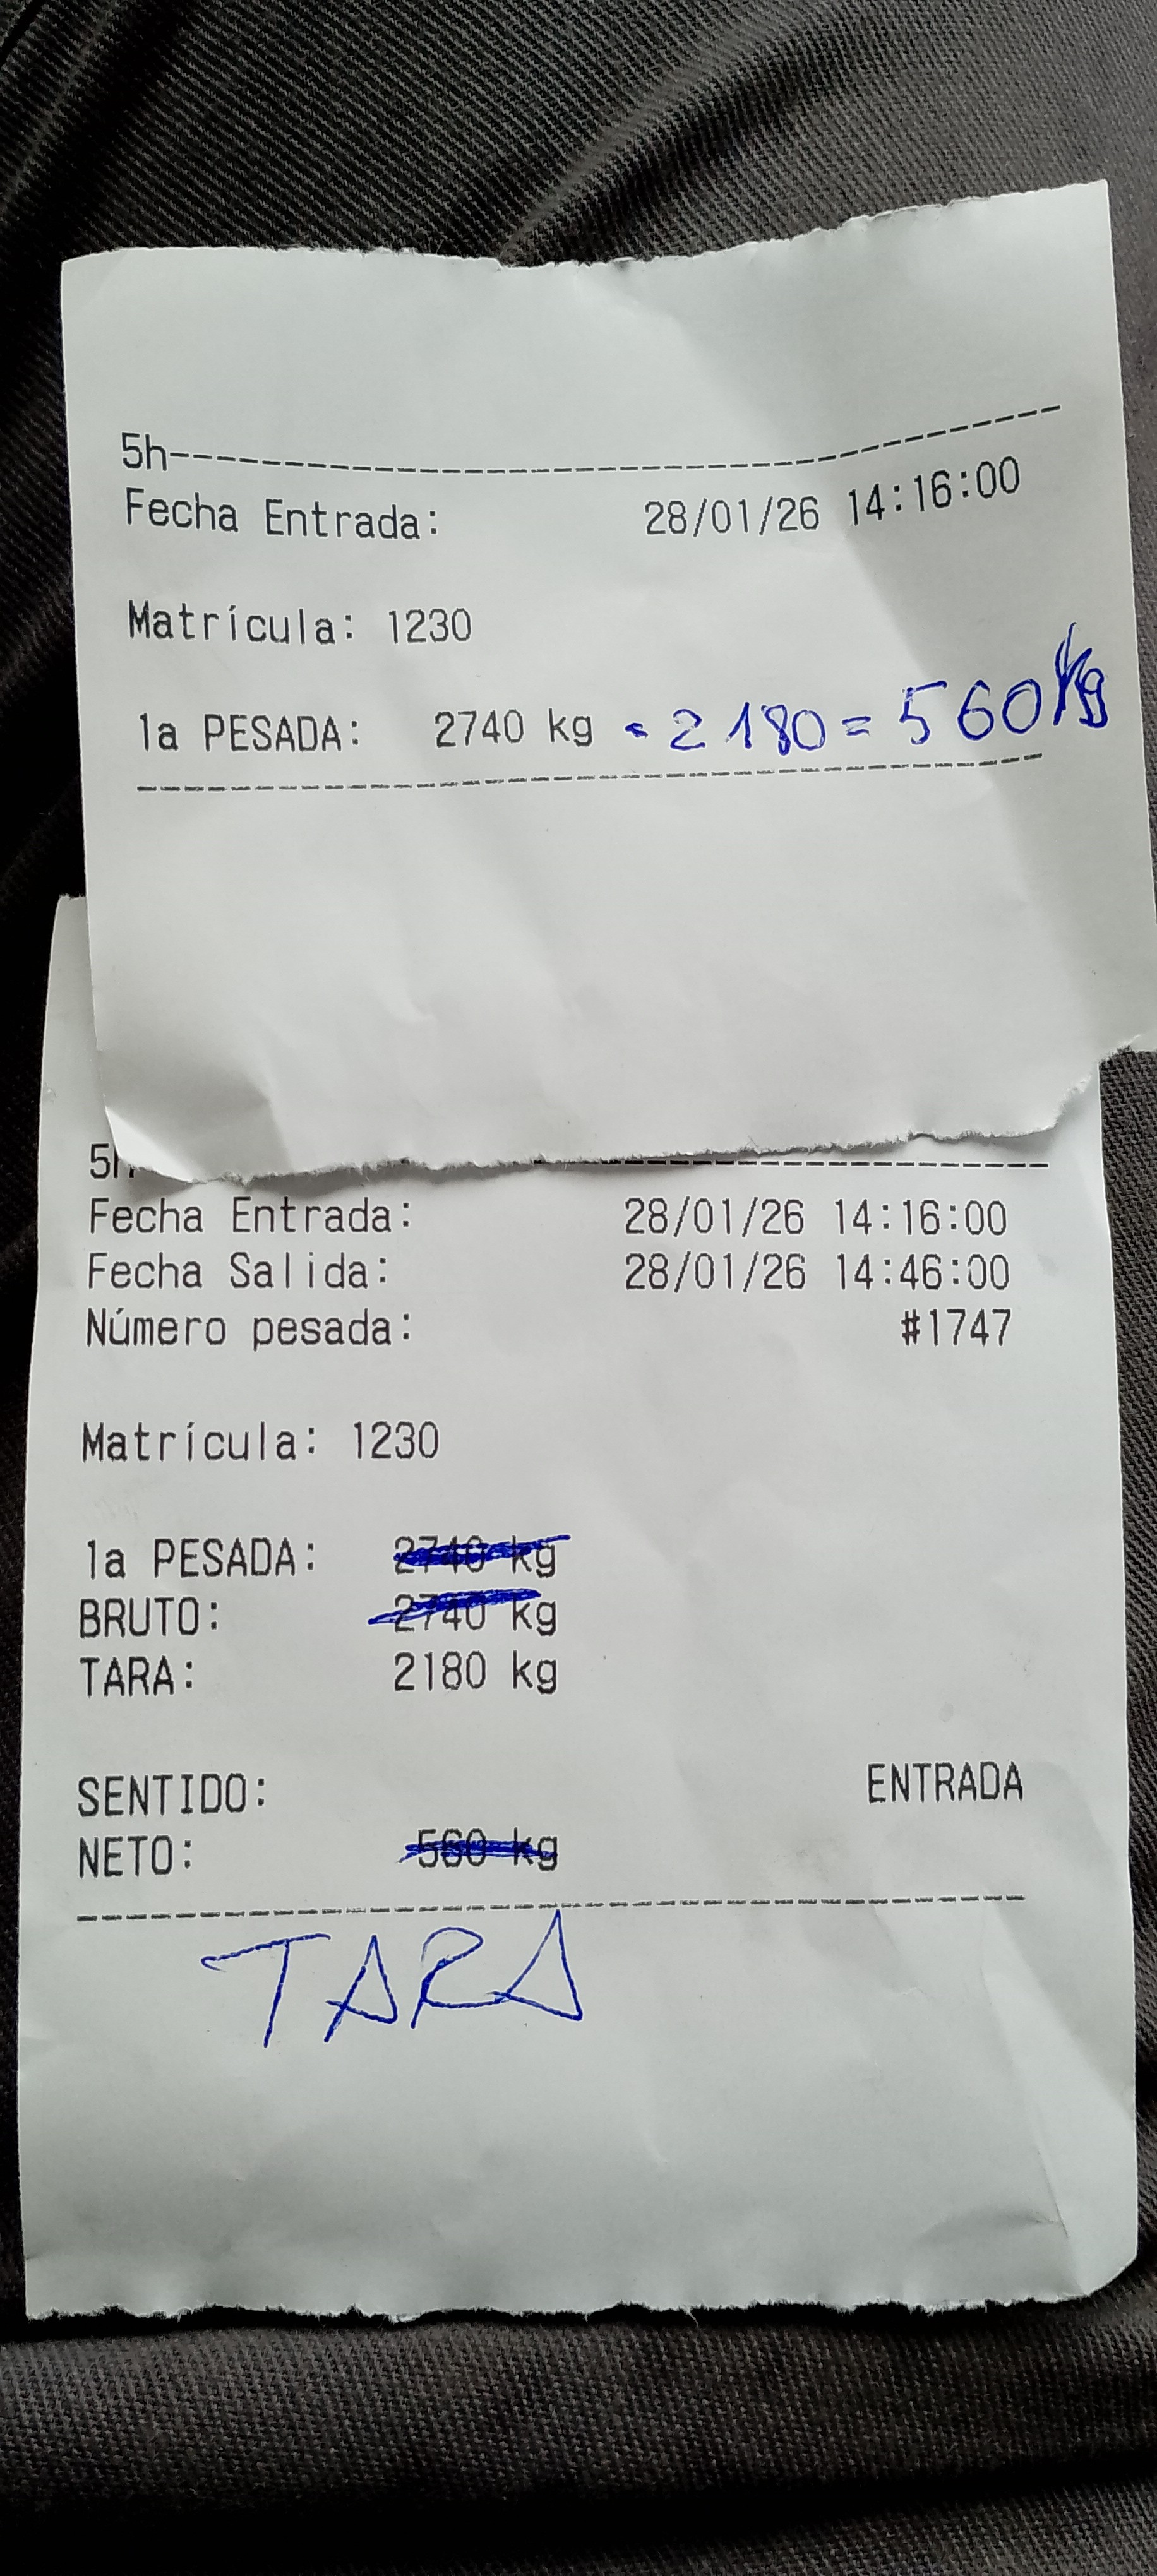 5h
Fecha Entrada: 28/01/26 14:16:00
Matrícula: 1230
1a PESADA: 2740 kg - 2180 = 560 kg
5h
Fecha Entrada: 28/01/26 14:16:00
Fecha Salida: 28/01/26 14:46:00
Número pesada: #1747
Matrícula: 1230
1a PESADA: 2740 kg
BRUTO: 2740 kg
TARA: 2180 kg
SENTIDO: ENTRADA
NETO: 560 kg
TARA